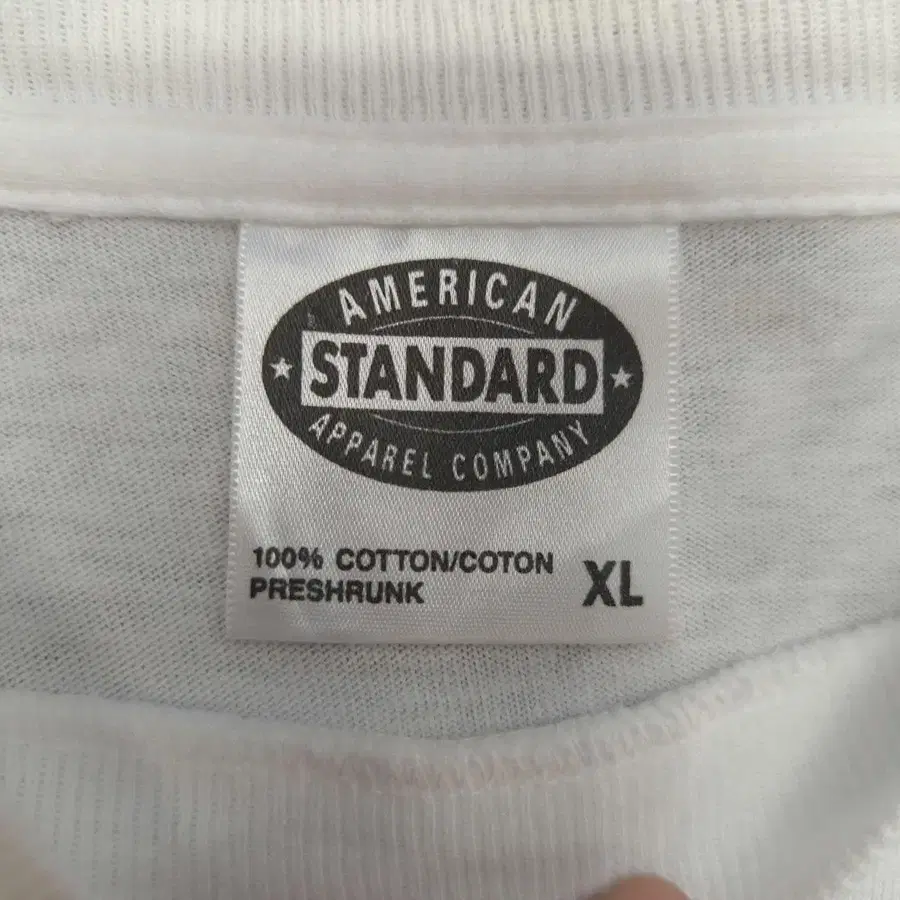 AMERICAN
STANDARD
APPAREL COMPANY
100% COTTON/COTON
PRESHRUNK
XL